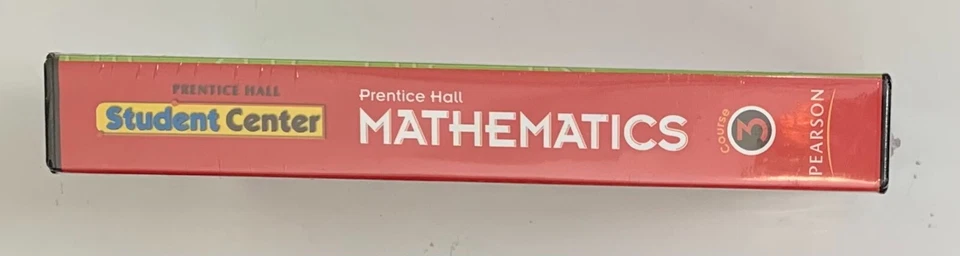 PRENTICE HALL
Student Center
Prentice Hall
MATHEMATICS
Course
3
PEARSON